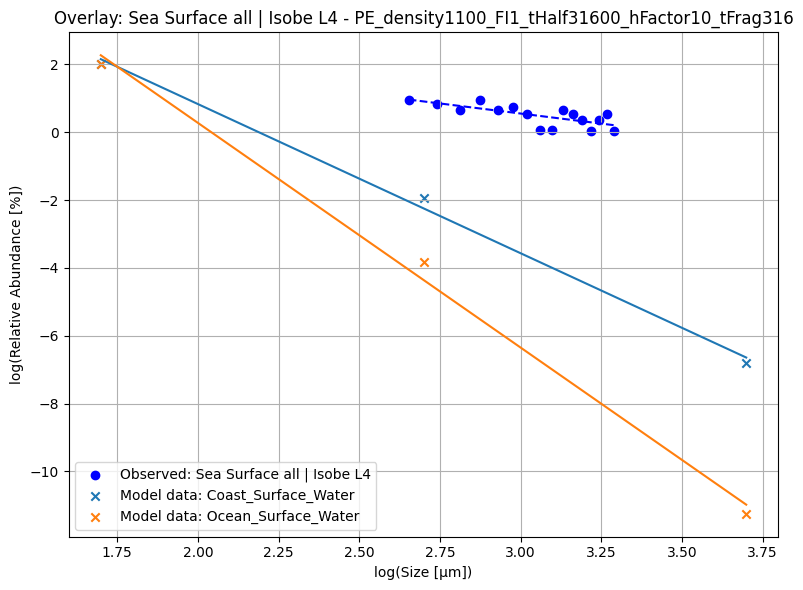 Overlay: Sea Surface all | Isobe L4 - PE_density1100_FI1_tHalf31600_hFactor10_tFrag316
log(Relative Abundance [%])
2
0
−2
−4
−6
−8
−10
Observed: Sea Surface all | Isobe L4
Model data: Coast_Surface_Water
Model data: Ocean_Surface_Water
1.75 2.00 2.25 2.50 2.75 3.00 3.25 3.50 3.75
log(Size [µm])